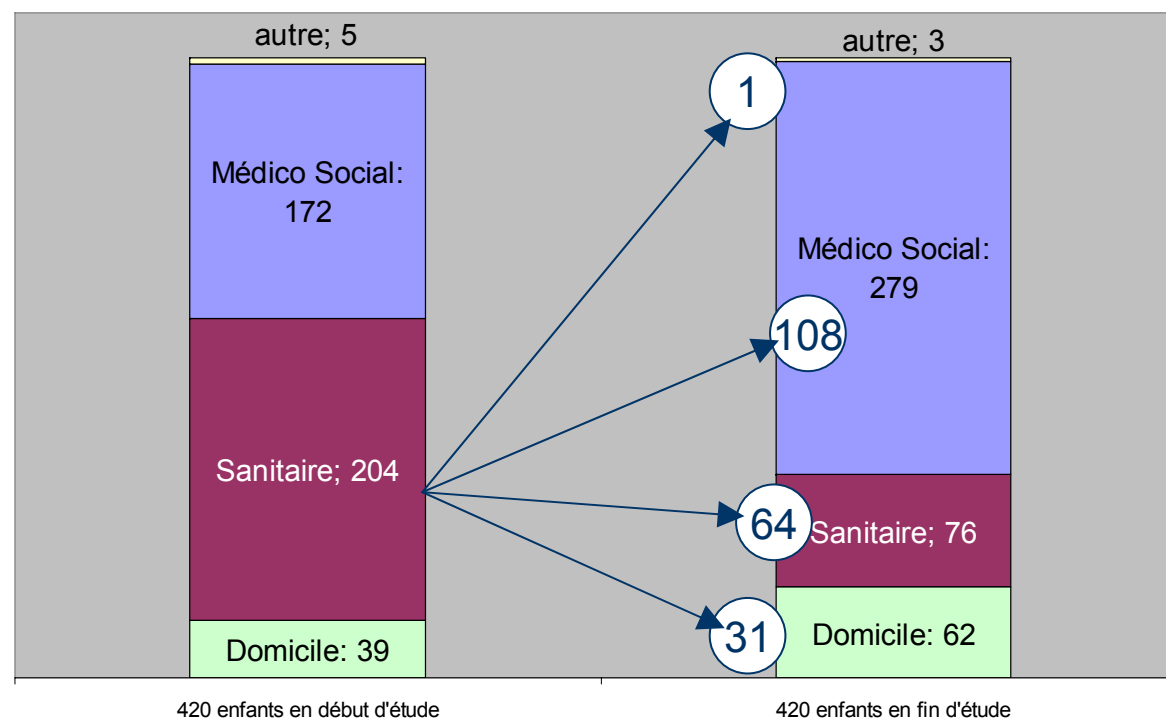 autre; 5
Médico Social:
172
Sanitaire; 204
Domicile: 39
1
108
64
31
autre; 3
Médico Social:
279
Sanitaire; 76
Domicile: 62
420 enfants en début d'étude
420 enfants en fin d'étude